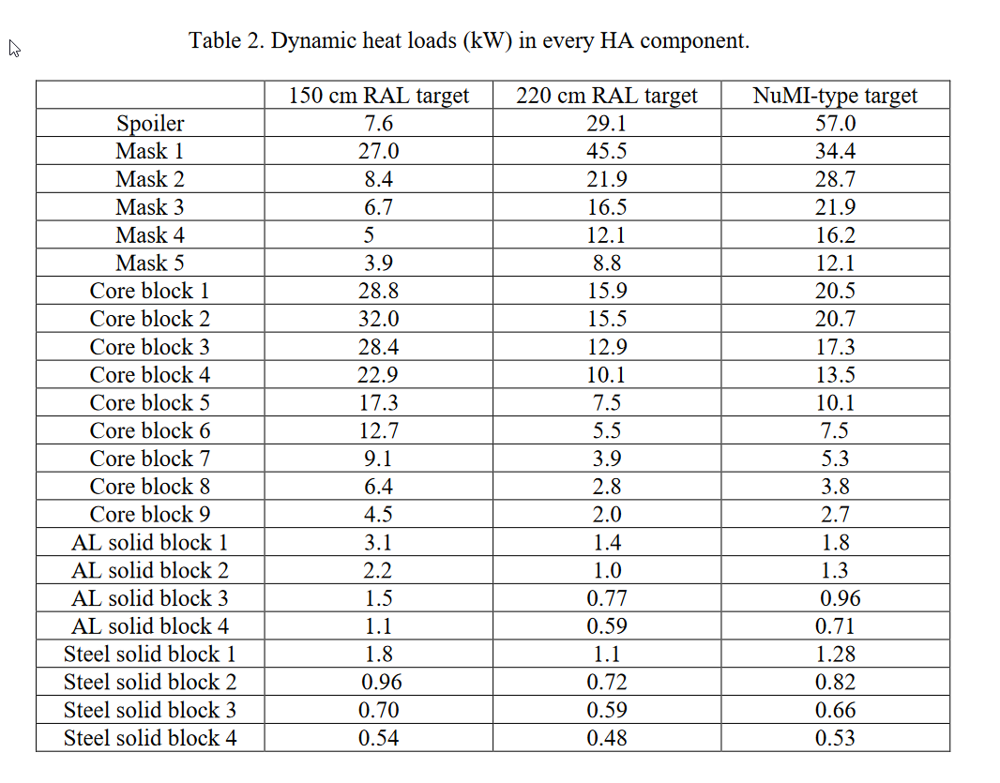 Table 2. Dynamic heat loads (kW) in every HA component.
150 cm RAL target 220 cm RAL target NuMI-type target
Spoiler 7.6 29.1 57.0
Mask 1 27.0 45.5 34.4
Mask 2 8.4 21.9 28.7
Mask 3 6.7 16.5 21.9
Mask 4 5 12.1 16.2
Mask 5 3.9 8.8 12.1
Core block 1 28.8 15.9 20.5
Core block 2 32.0 15.5 20.7
Core block 3 28.4 12.9 17.3
Core block 4 22.9 10.1 13.5
Core block 5 17.3 7.5 10.1
Core block 6 12.7 5.5 7.5
Core block 7 9.1 3.9 5.3
Core block 8 6.4 2.8 3.8
Core block 9 4.5 2.0 2.7
AL solid block 1 3.1 1.4 1.8
AL solid block 2 2.2 1.0 1.3
AL solid block 3 1.5 0.77 0.96
AL solid block 4 1.1 0.59 0.71
Steel solid block 1 1.8 1.1 1.28
Steel solid block 2 0.96 0.72 0.82
Steel solid block 3 0.70 0.59 0.66
Steel solid block 4 0.54 0.48 0.53